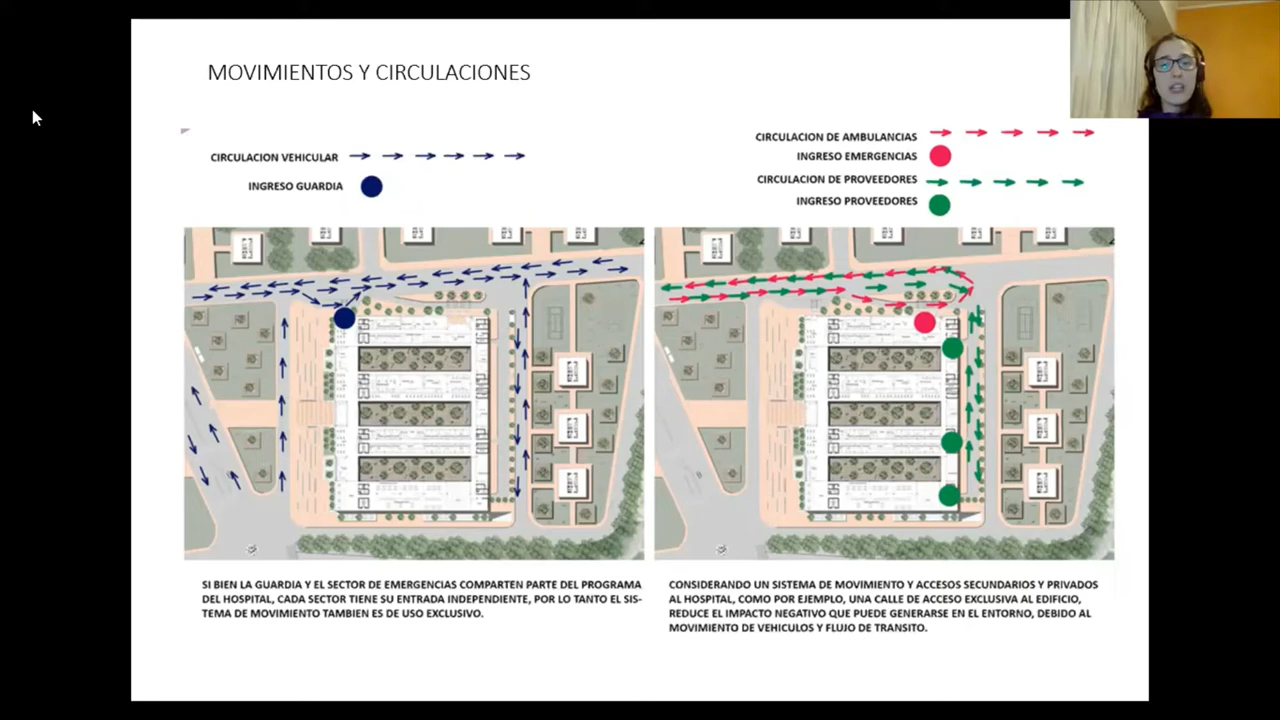 MOVIMIENTOS Y CIRCULACIONES
CIRCULACION VEHICULAR
INGRESO GUARDIA
CIRCULACION DE AMBULANCIAS
INGRESO EMERGENCIAS
CIRCULACION DE PROVEEDORES
INGRESO PROVEEDORES
SI BIEN LA GUARDIA Y EL SECTOR DE EMERGENCIAS COMPARTEN PARTE DEL PROGRAMA
DEL HOSPITAL, CADA SECTOR TIENE SU ENTRADA INDEPENDIENTE, POR LO TANTO EL SIS-
TEMA DE MOVIMIENTO TAMBIEN ES DE USO EXCLUSIVO.
CONSIDERANDO UN SISTEMA DE MOVIMIENTO Y ACCESOS SECUNDARIOS Y PRIVADOS
AL HOSPITAL, COMO POR EJEMPLO, UNA CALLE DE ACCESO EXCLUSIVA AL EDIFICIO,
REDUCE EL IMPACTO NEGATIVO QUE PUEDE GENERARSE EN EL ENTORNO, DEBIDO AL
MOVIMIENTO DE VEHICULOS Y FLUJO DE TRANSITO.